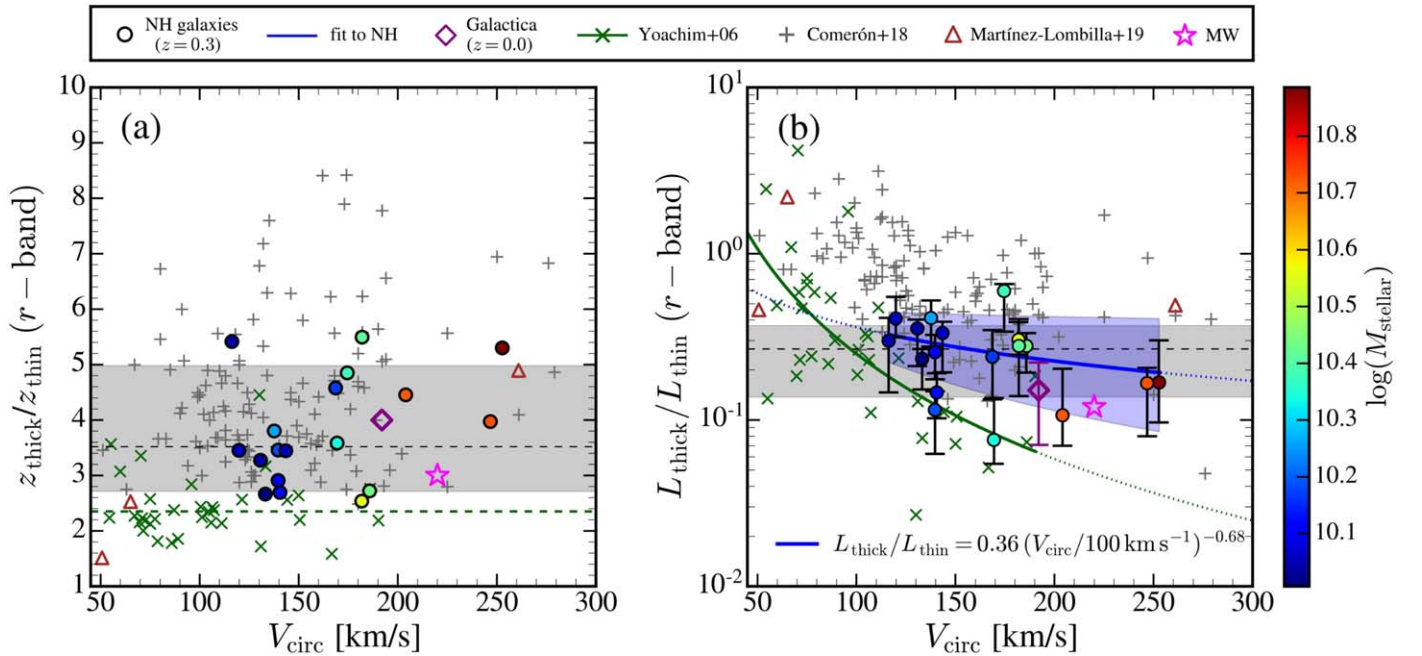 NH galaxies fit to NH Galactica Yoachim+06 Comerón+18 Martínez-Lombilla+19 MW
(z = 0.3) (z = 0.0)
(a)
z_thick/z_thin (r − band)
10
9
8
7
6
5
4
3
2
1
50 100 150 200 250 300
V_circ [km/s]
(b)
L_thick/L_thin (r − band)
10^1
10^0
10^-1
10^-2
L_thick/L_thin = 0.36 (V_circ/100 km s^−1)^−0.68
50 100 150 200 250 300
V_circ [km/s]
10.8
10.7
10.6
10.5
10.4
10.3
10.2
10.1
log(M_stellar)